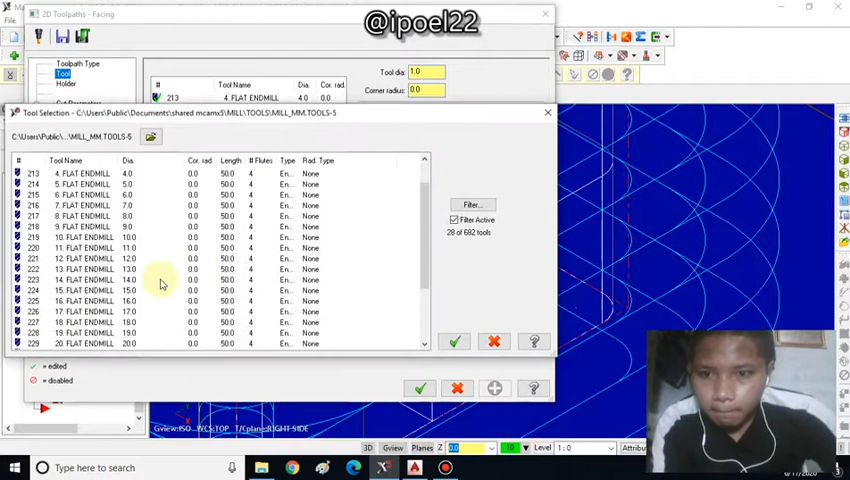 @ipoel22
2D Toolpaths - Facing
Toolpath Type
Tool
Holder
# Tool Name Dia. Cor. rad.
213 4. FLAT ENDMILL 4.0 0.0
Tool dia: 1.0
Corner radius: 0.0
Tool Selection - C:\Users\Public\Documents\shared mcamx5\MILL\TOOLS\MILL_MM.TOOLS-5
C:\Users\Public\...\MILL_MM.TOOLS-5
# Tool Name Dia. Cor. rad Length # Flutes Type Rad. Type
213 4. FLAT ENDMILL 4.0 0.0 50.0 4 En... None
214 5. FLAT ENDMILL 5.0 0.0 50.0 4 En... None
215 6. FLAT ENDMILL 6.0 0.0 50.0 4 En... None
216 7. FLAT ENDMILL 7.0 0.0 50.0 4 En... None
217 8. FLAT ENDMILL 8.0 0.0 50.0 4 En... None
218 9. FLAT ENDMILL 9.0 0.0 50.0 4 En... None
219 10. FLAT ENDMILL 10.0 0.0 50.0 4 En... None
220 11. FLAT ENDMILL 11.0 0.0 50.0 4 En... None
221 12. FLAT ENDMILL 12.0 0.0 50.0 4 En... None
222 13. FLAT ENDMILL 13.0 0.0 50.0 4 En... None
223 14. FLAT ENDMILL 14.0 0.0 50.0 4 En... None
224 15. FLAT ENDMILL 15.0 0.0 50.0 4 En... None
225 16. FLAT ENDMILL 16.0 0.0 50.0 4 En... None
226 17. FLAT ENDMILL 17.0 0.0 50.0 4 En... None
227 18. FLAT ENDMILL 18.0 0.0 50.0 4 En... None
228 19. FLAT ENDMILL 19.0 0.0 50.0 4 En... None
229 20. FLAT ENDMILL 20.0 0.0 50.0 4 En... None
Filter...
Filter Active
28 of 682 tools
= edited
= disabled
Gview:ISO WCS:TOP T/Cplane:RIGHT SIDE
3D Gview Planes Z 0.0 10 Level 1 : 0 Attribut
Type here to search